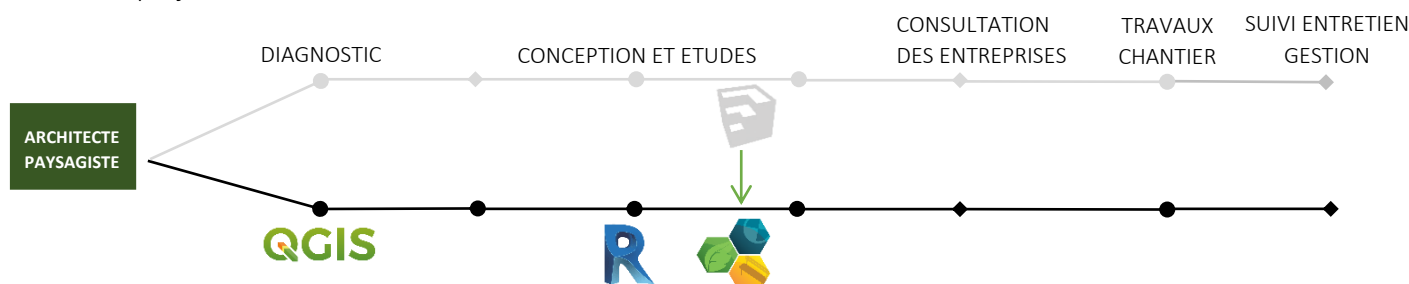 CONSULTATION
DES ENTREPRISES
TRAVAUX
CHANTIER
SUIVI ENTRETIEN
GESTION
DIAGNOSTIC
CONCEPTION ET ETUDES
ARCHITECTE
PAYSAGISTE
QGIS
R